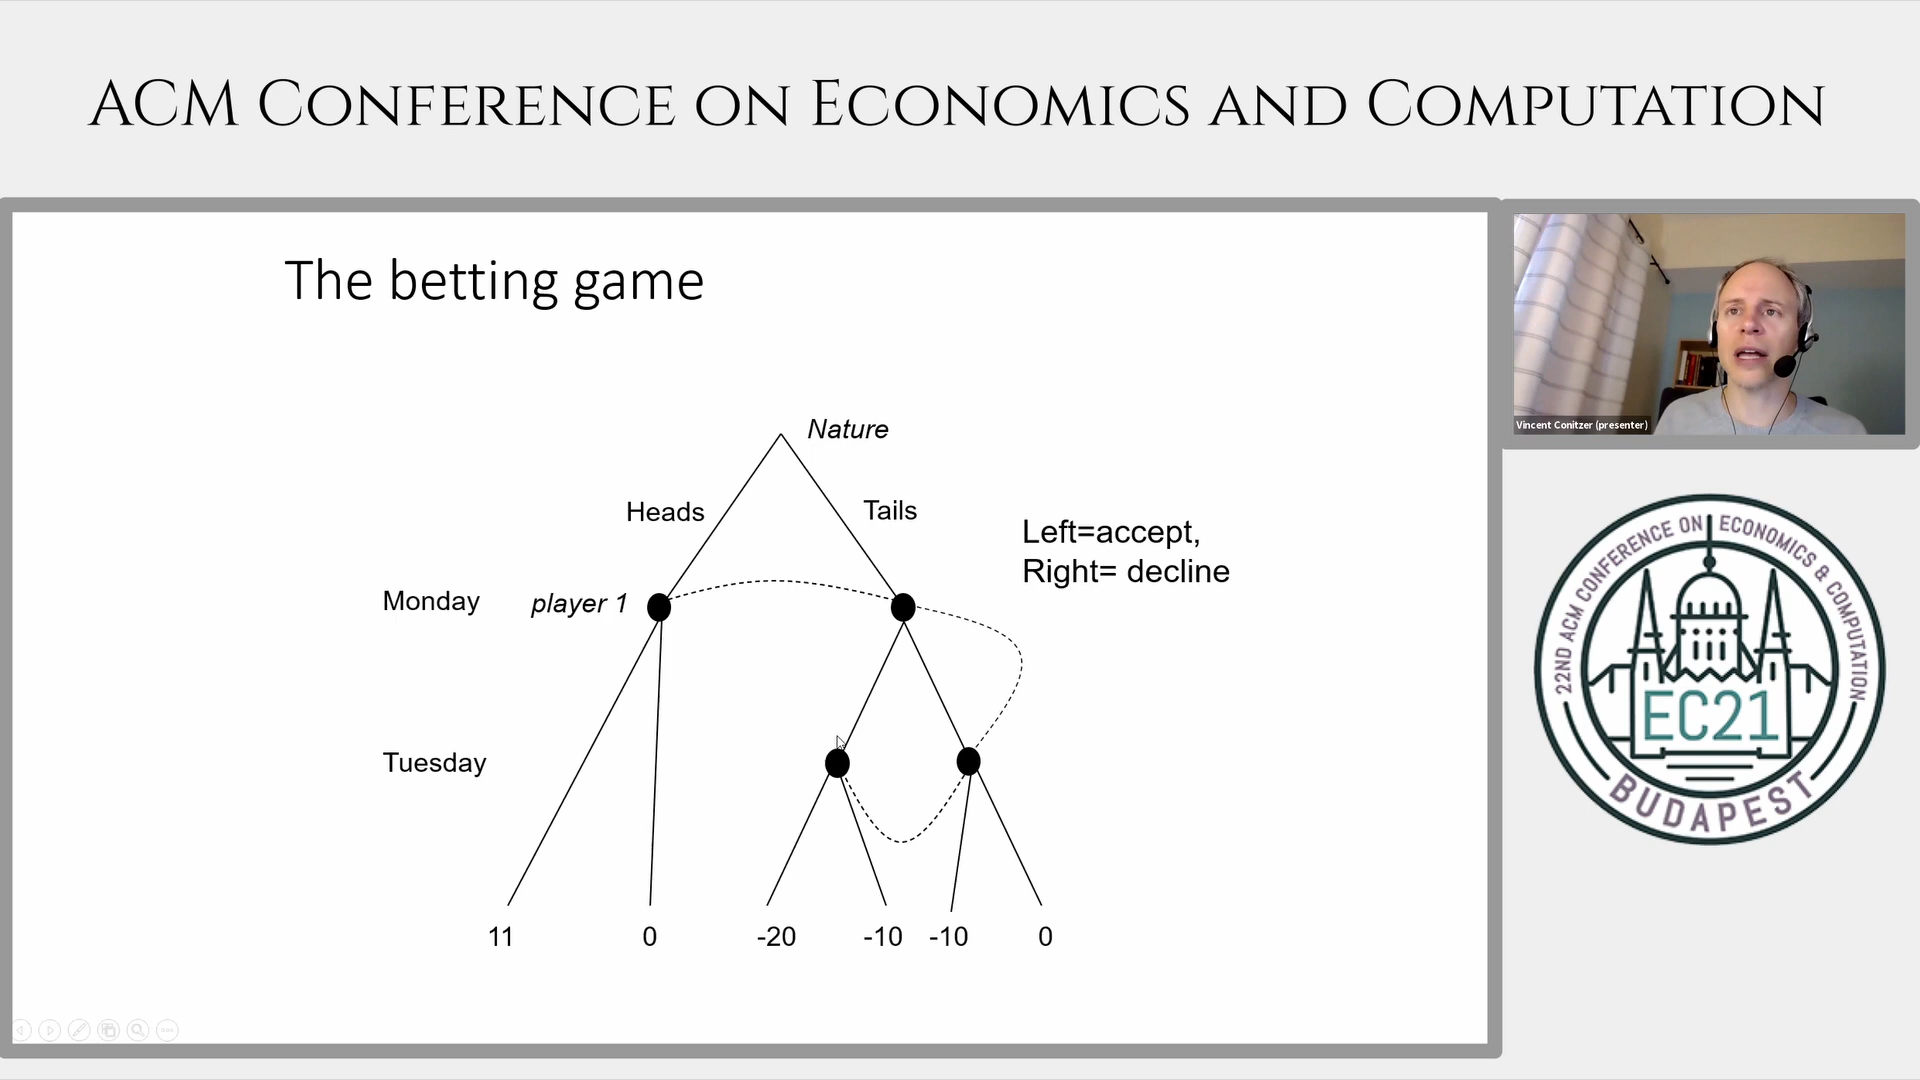 ACM CONFERENCE ON ECONOMICS AND COMPUTATION
The betting game
Nature
Heads
Tails
Left=accept,
Right= decline
Monday
player 1
Tuesday
11
0
-20
-10
-10
0
Vincent Conitzer (presenter)
22ND ACM CONFERENCE ON ECONOMICS & COMPUTATION
EC21
BUDAPEST